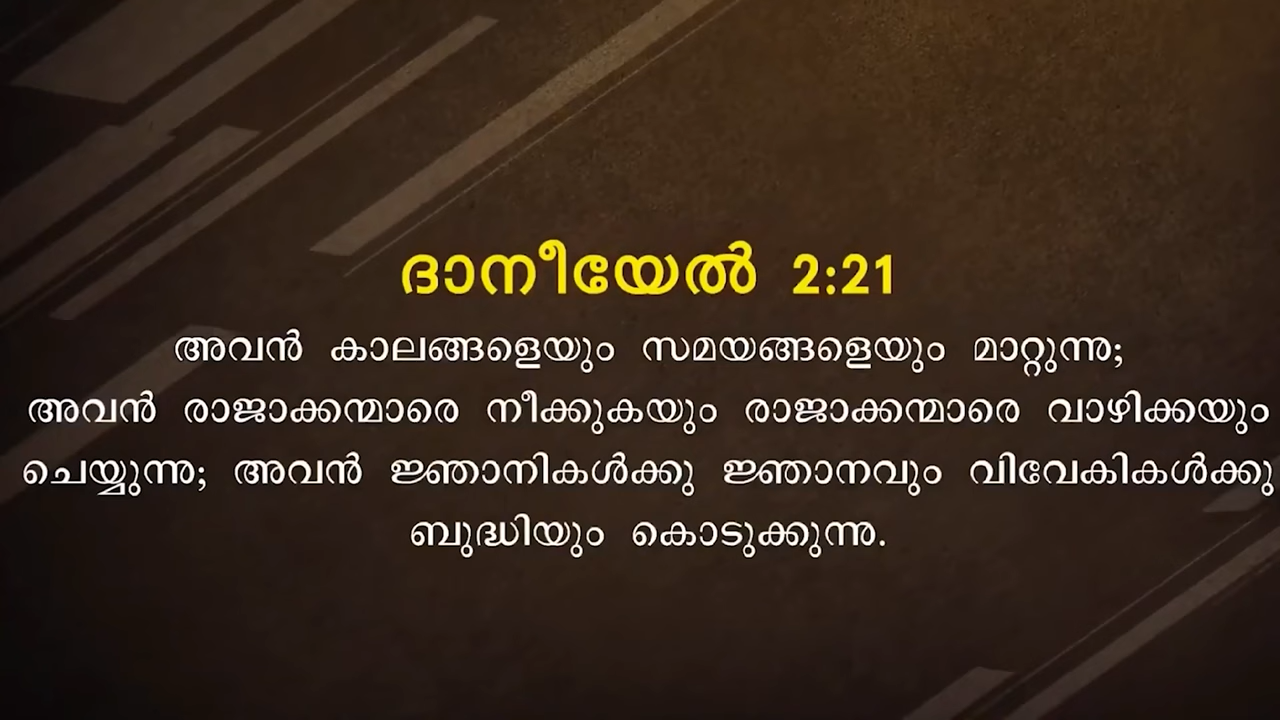 ദാനീയേൽ 2:21
അവൻ കാലങ്ങളെയും സമയങ്ങളെയും മാറ്റുന്നു;
അവൻ രാജാക്കന്മാരെ നീക്കുകയും രാജാക്കന്മാരെ വാഴിക്കയും
ചെയ്യുന്നു; അവൻ ജ്ഞാനികൾക്കു ജ്ഞാനവും വിവേകികൾക്കു
ബുദ്ധിയും കൊടുക്കുന്നു.